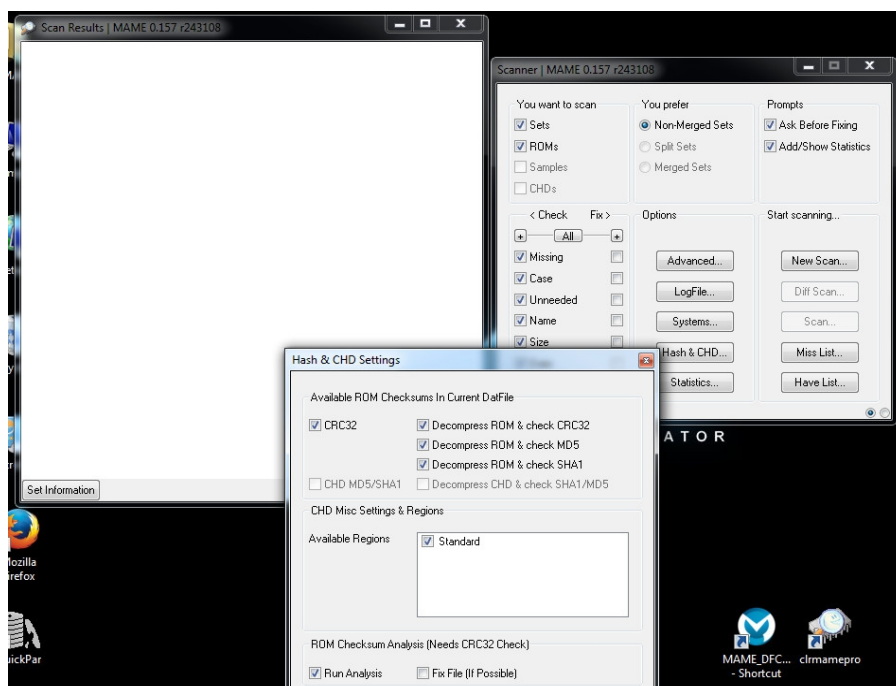 Scan Results | MAME 0.157 r243108
Set Information
Scanner | MAME 0.157 r243108
You want to scan
Sets
ROMs
Samples
CHDs
You prefer
Non-Merged Sets
Split Sets
Merged Sets
Prompts
Ask Before Fixing
Add/Show Statistics
< Check Fix >
+ All +
Missing
Case
Unneeded
Name
Size
Options
Advanced...
LogFile...
Systems...
Hash & CHD...
Statistics...
Start scanning...
New Scan...
Diff Scan...
Scan...
Miss List...
Have List...
ATOR
Hash & CHD Settings
Available ROM Checksums In Current DatFile
CRC32
Decompress ROM & check CRC32
Decompress ROM & check MD5
Decompress ROM & check SHA1
CHD MD5/SHA1
Decompress CHD & check SHA1/MD5
CHD Misc Settings & Regions
Available Regions
Standard
ROM Checksum Analysis (Needs CRC32 Check)
Run Analysis
Fix File (If Possible)
lozilla
irefox
uickPar
MAME_DFC...
- Shortcut
clrmamepro